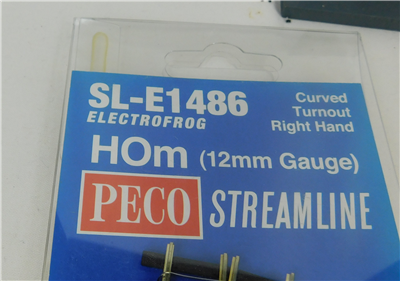 SL-E1486
ELECTROFROG
Curved
Turnout
Right Hand
HOm (12mm Gauge)
PECO STREAMLINE